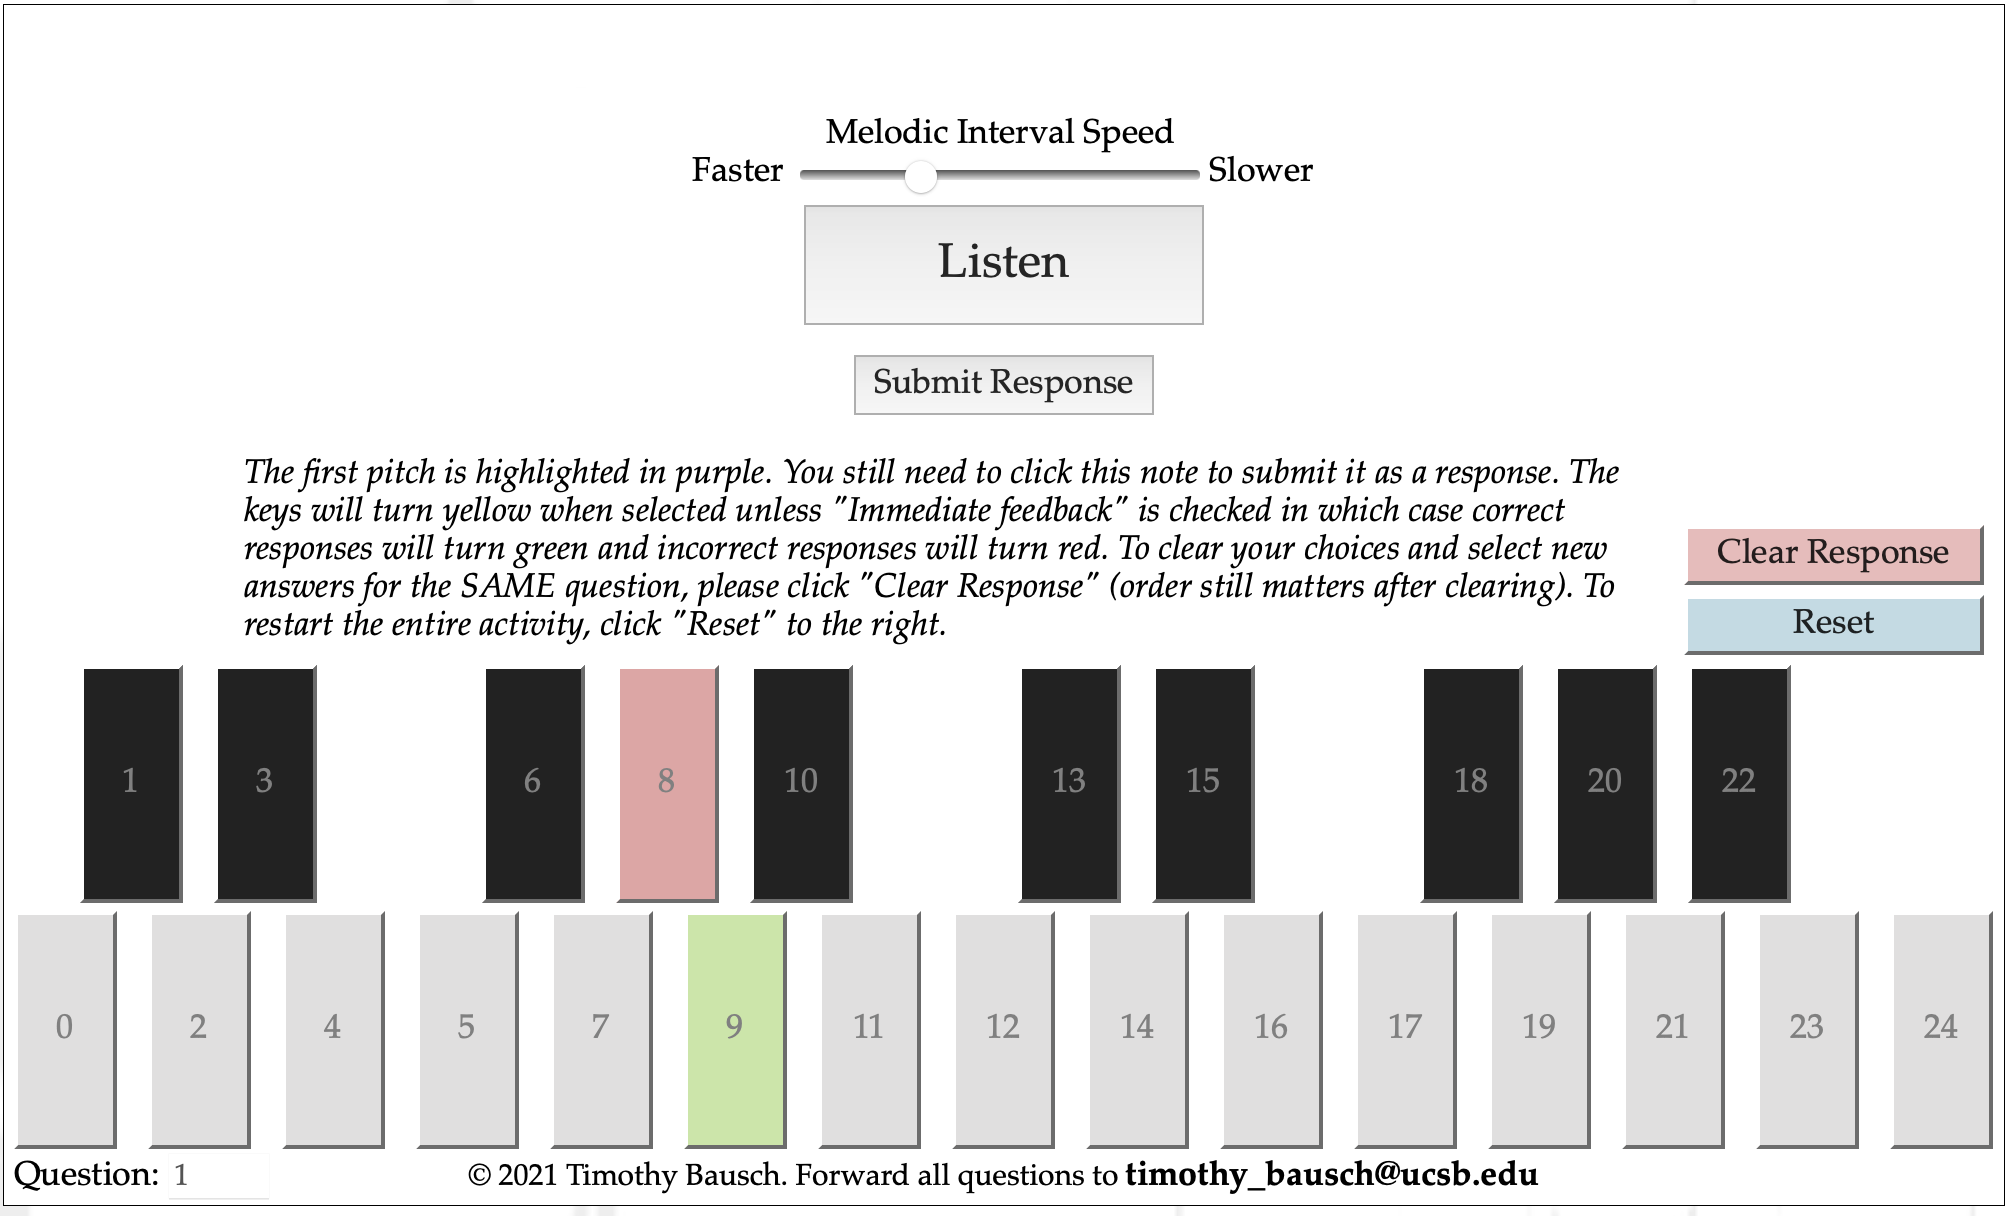 Melodic Interval Speed
Faster Slower
Listen
Submit Response
The first pitch is highlighted in purple. You still need to click this note to submit it as a response. The
keys will turn yellow when selected unless "Immediate feedback" is checked in which case correct
responses will turn green and incorrect responses will turn red. To clear your choices and select new
answers for the SAME question, please click "Clear Response" (order still matters after clearing). To
restart the entire activity, click "Reset" to the right.
Clear Response
Reset
1 3 6 8 10 13 15 18 20 22
0 2 4 5 7 9 11 12 14 16 17 19 21 23 24
Question: 1 © 2021 Timothy Bausch. Forward all questions to timothy_bausch@ucsb.edu